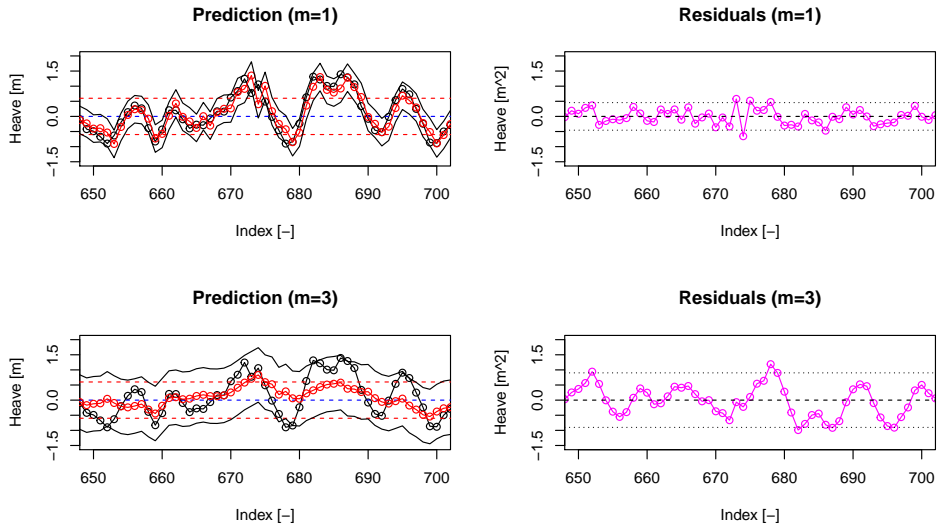 Prediction (m=1)
Heave [m]
1.5
0.0
−1.5
650 660 670 680 690 700
Index [−]
Residuals (m=1)
Heave [m^2]
1.5
0.0
−1.5
650 660 670 680 690 700
Index [−]
Prediction (m=3)
Heave [m]
1.5
0.0
−1.5
650 660 670 680 690 700
Index [−]
Residuals (m=3)
Heave [m^2]
1.5
0.0
−1.5
650 660 670 680 690 700
Index [−]